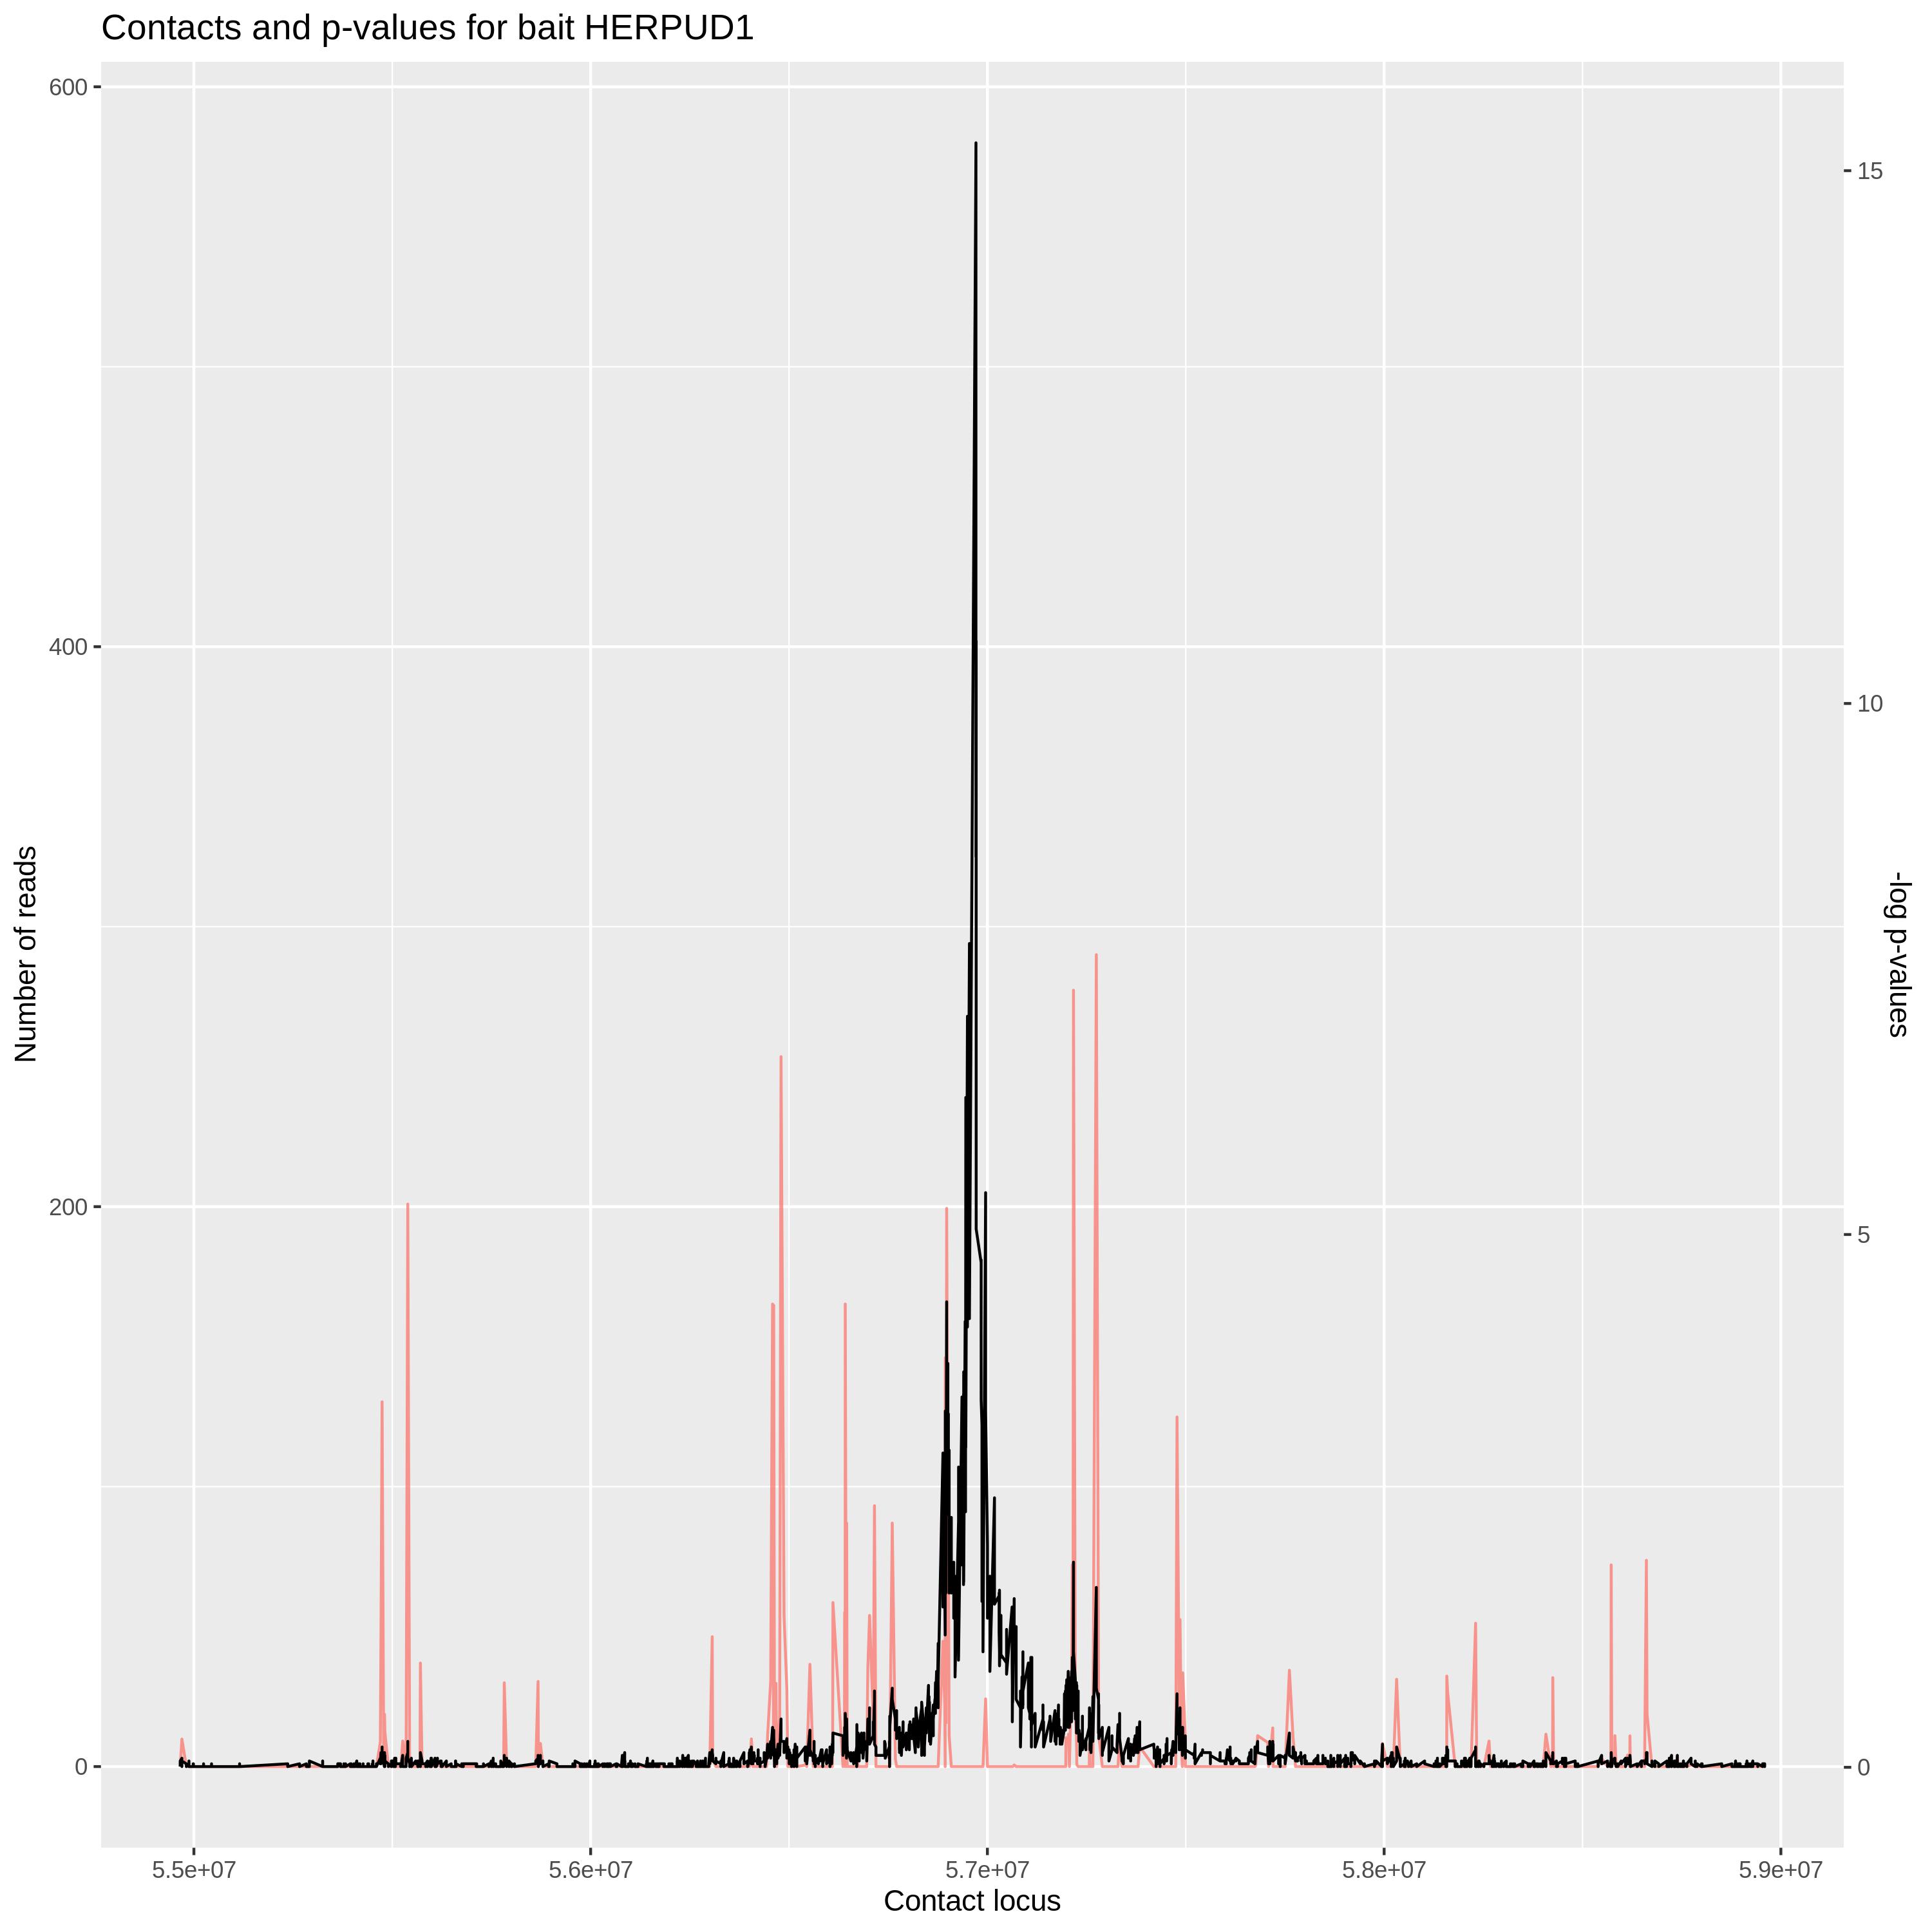 Contacts and p-values for bait HERPUD1
600
400
200
0
Number of reads
15
10
5
0
-log p-values
5.5e+07
5.6e+07
5.7e+07
5.8e+07
5.9e+07
Contact locus